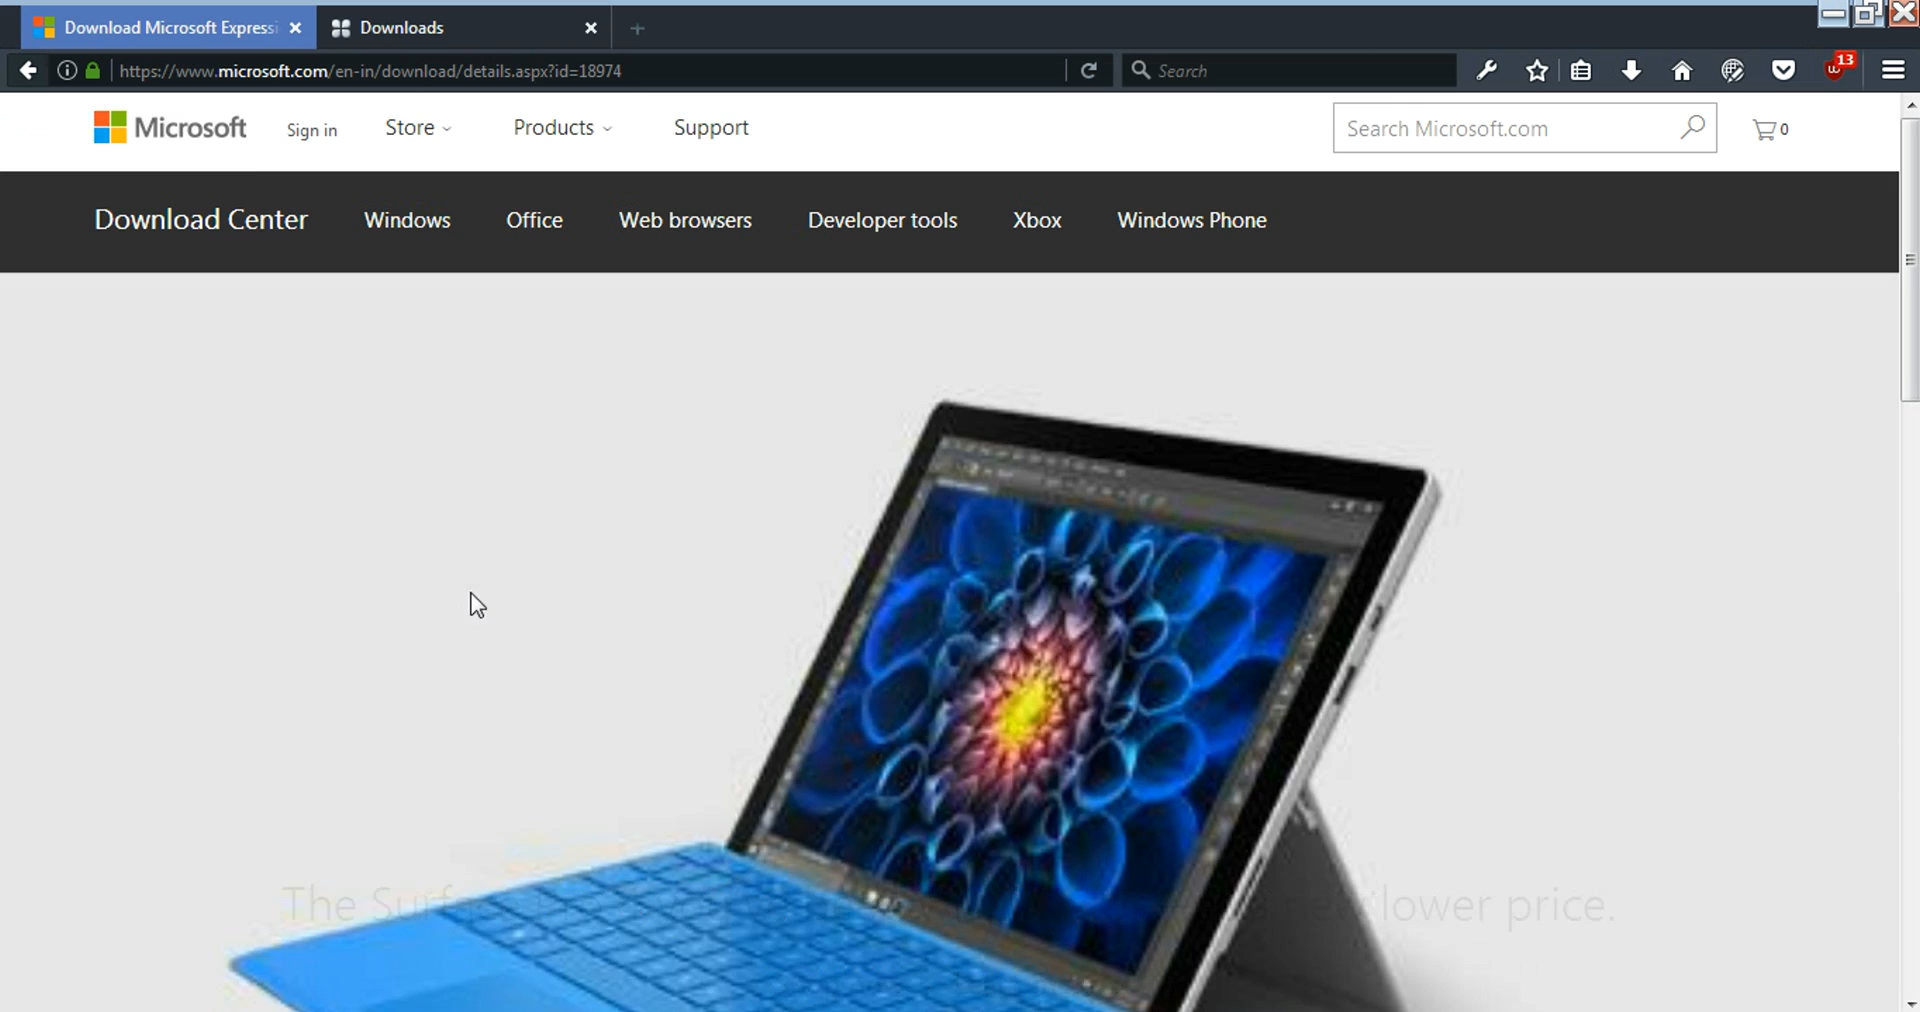 Download Microsoft Expressi
Downloads
https://www.microsoft.com/en-in/download/details.aspx?id=18974
Search
13
Microsoft
Sign in
Store
Products
Support
Search Microsoft.com
0
Download Center
Windows
Office
Web browsers
Developer tools
Xbox
Windows Phone
The Surf
lower price.